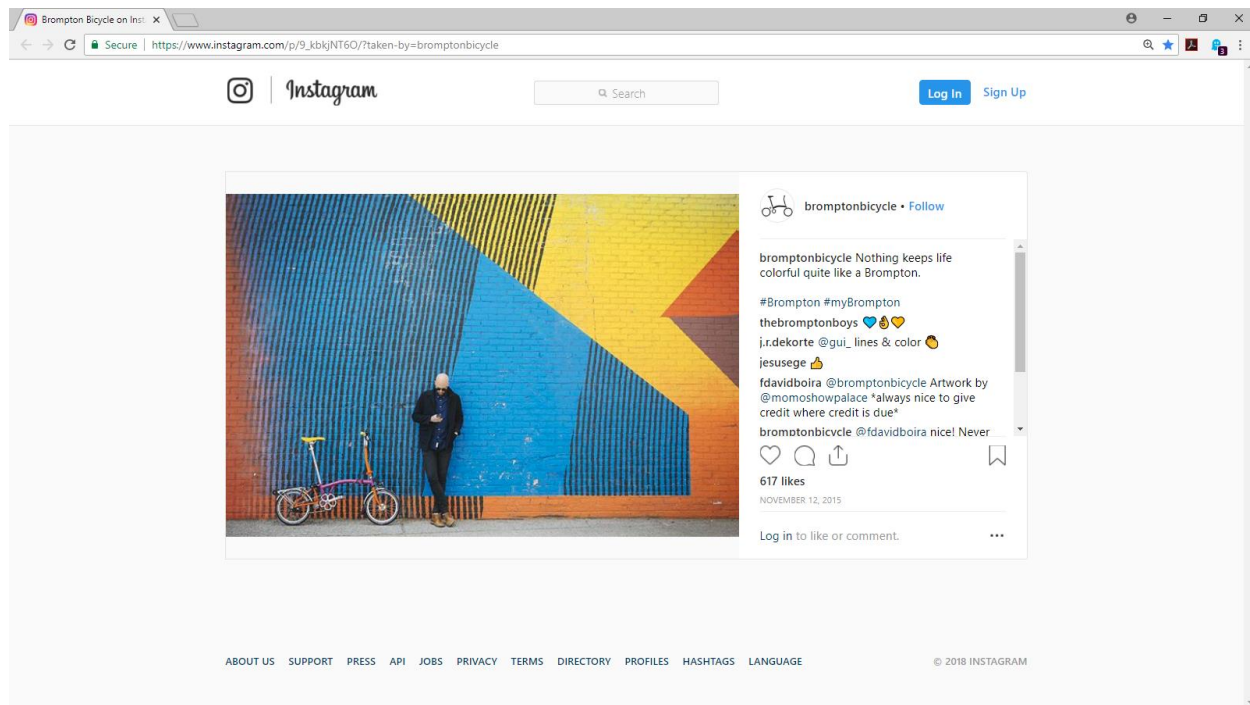 Brompton Bicycle on Inst
Secure
https://www.instagram.com/p/9_kbkjNT6O/?taken-by=bromptonbicycle
3
Instagram
Search
Log In
Sign Up
bromptonbicycle • Follow
bromptonbicycle Nothing keeps life
colorful quite like a Brompton.
#Brompton #myBrompton
thebromptonboys 💙👌💛
j.r.dekorte @gui_ lines & color 👏
jesusege 👍
fdavidboira @bromptonbicycle Artwork by
@momoshowpalace *always nice to give
credit where credit is due*
bromptonbicycle @fdavidboira nice! Never
617 likes
NOVEMBER 12, 2015
Log in to like or comment.
ABOUT US SUPPORT PRESS API JOBS PRIVACY TERMS DIRECTORY PROFILES HASHTAGS LANGUAGE
© 2018 INSTAGRAM